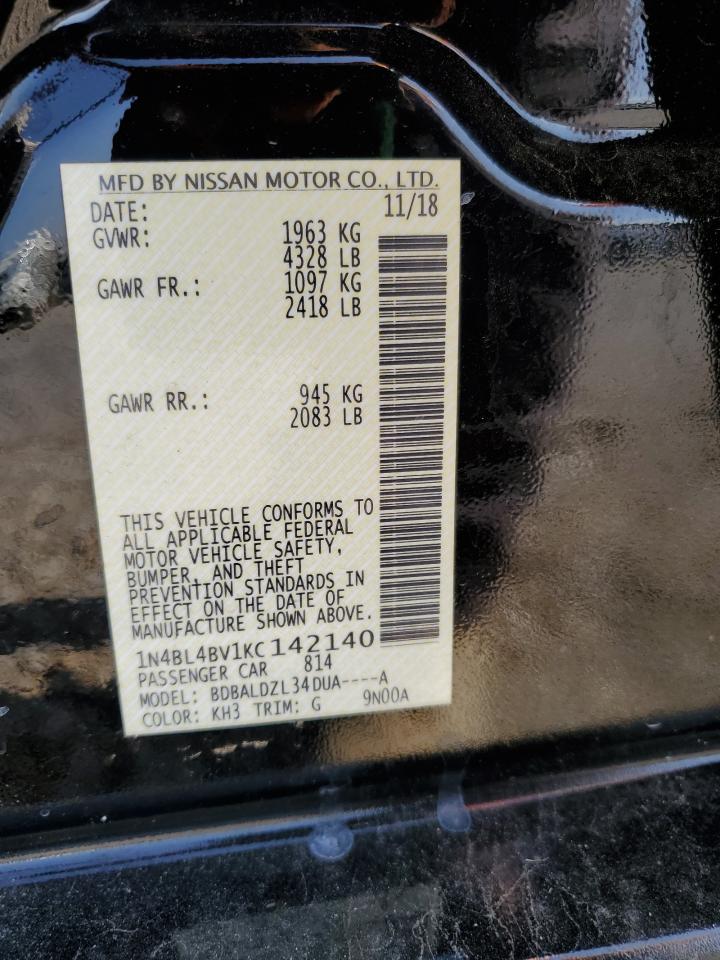 MFD BY NISSAN MOTOR CO., LTD.
DATE: 11/18
GVWR: 1963 KG
4328 LB
GAWR FR.: 1097 KG
2418 LB
GAWR RR.: 945 KG
2083 LB
THIS VEHICLE CONFORMS TO
ALL APPLICABLE FEDERAL
MOTOR VEHICLE SAFETY,
BUMPER, AND THEFT
PREVENTION STANDARDS IN
EFFECT ON THE DATE OF
MANUFACTURE SHOWN ABOVE.
1N4BL4BV1KC142140
PASSENGER CAR 814
MODEL: BDBALDZL34DUA----A
COLOR: KH3 TRIM: G 9N00A